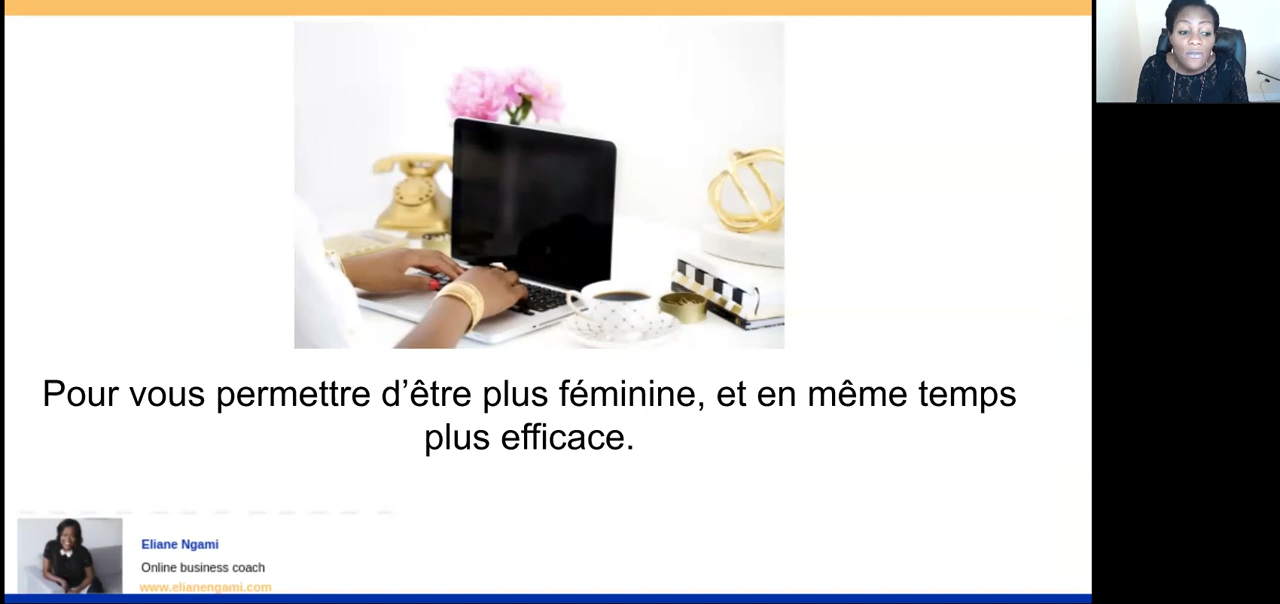 Pour vous permettre d’être plus féminine, et en même temps
plus efficace.
Eliane Ngami
Online business coach
www.elianengami.com